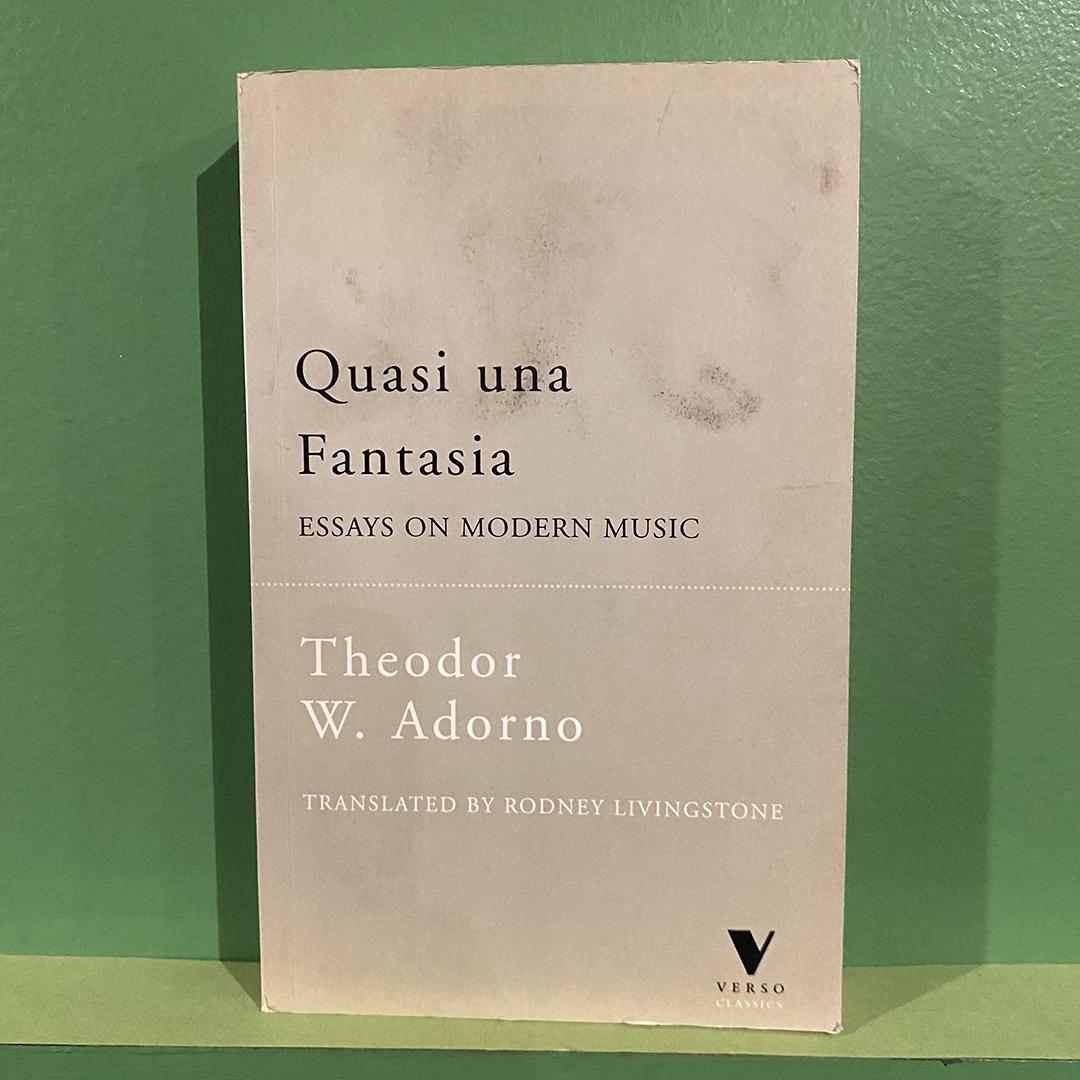 Quasi una
Fantasia
ESSAYS ON MODERN MUSIC
Theodor
W. Adorno
TRANSLATED BY RODNEY LIVINGSTONE
V
VERSO
CLASSICS